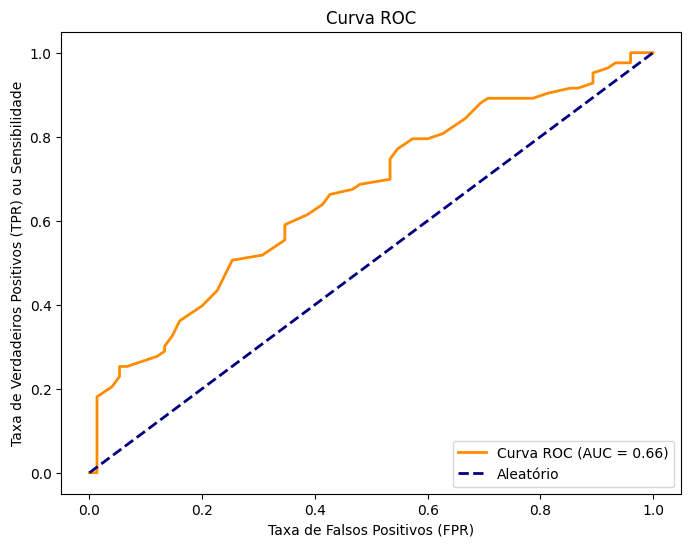 Curva ROC
Taxa de Verdadeiros Positivos (TPR) ou Sensibilidade
1.0
0.8
0.6
0.4
0.2
0.0
Curva ROC (AUC = 0.66)
Aleatório
0.0 0.2 0.4 0.6 0.8 1.0
Taxa de Falsos Positivos (FPR)